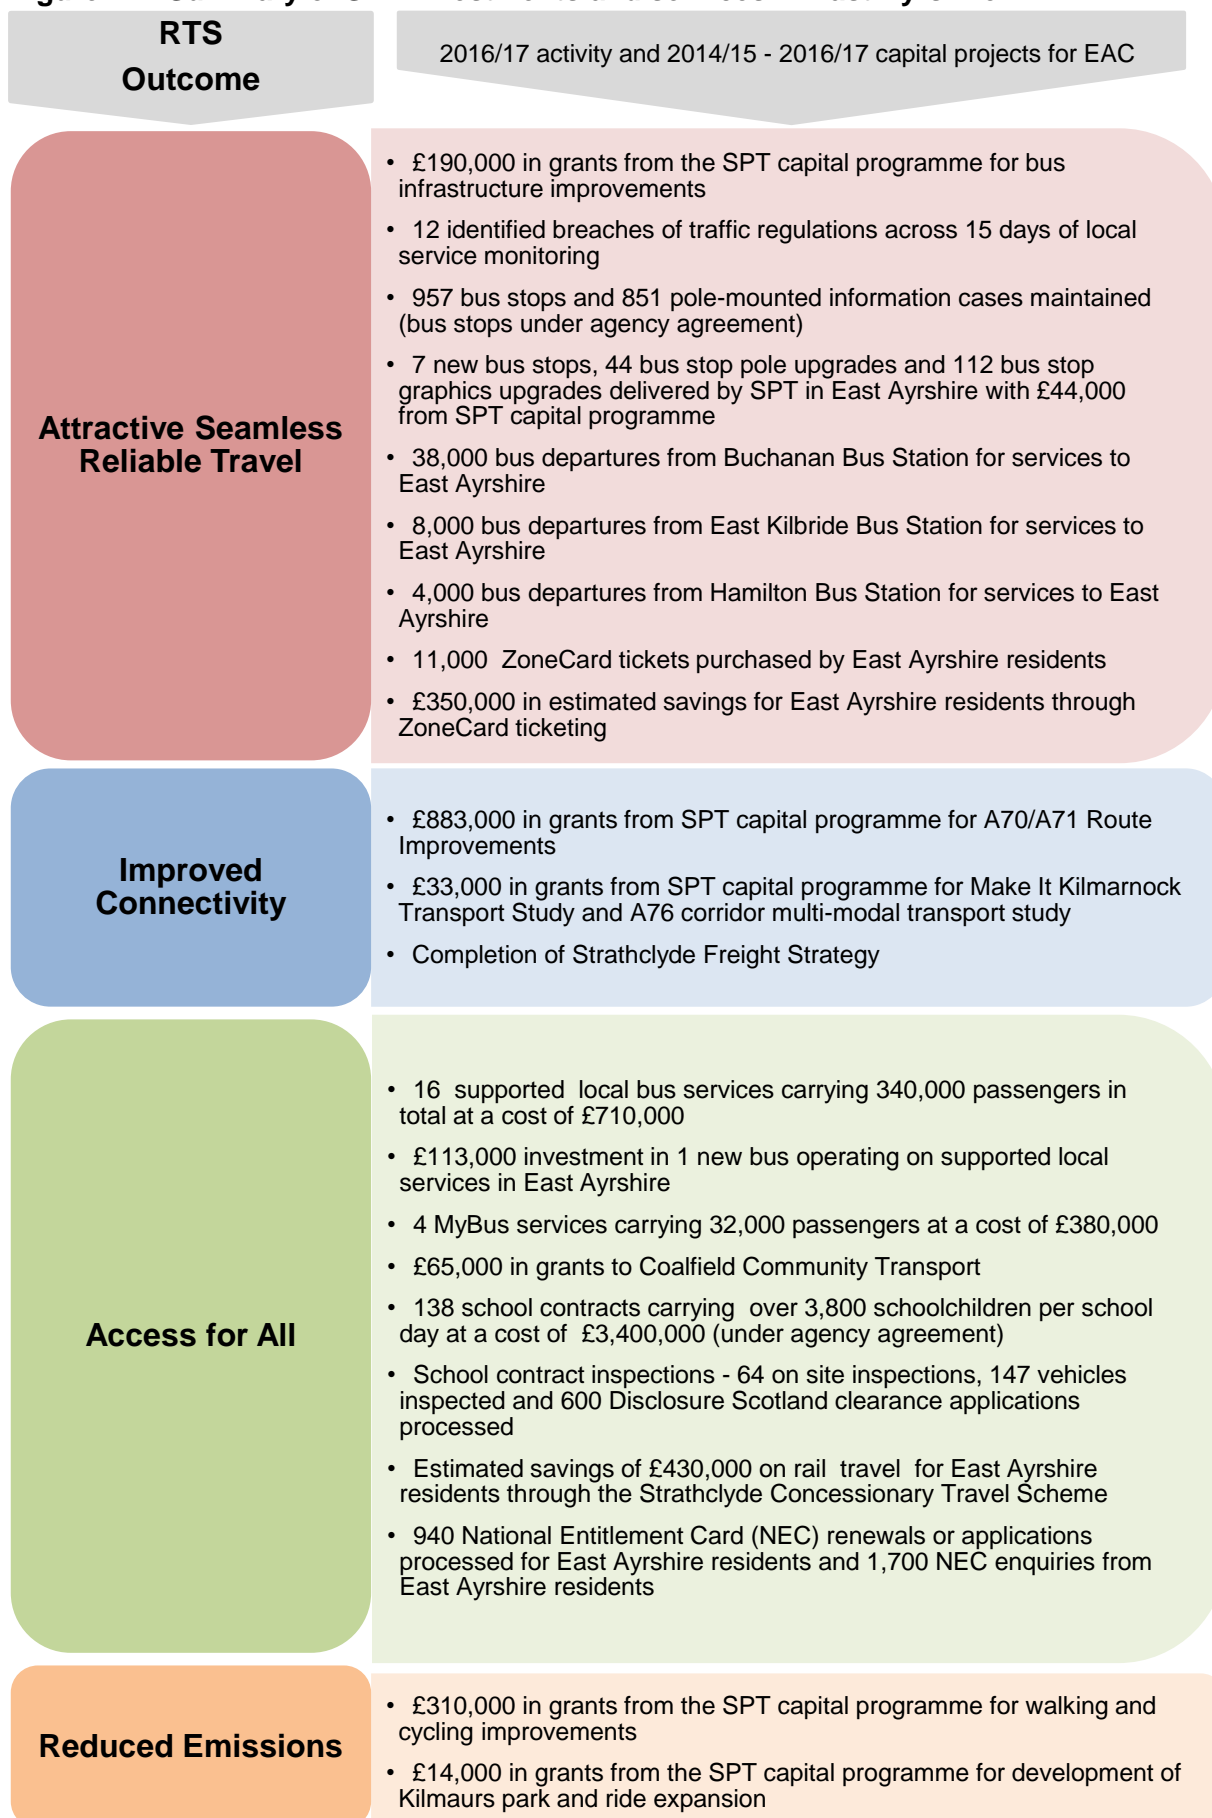 RTS
Outcome
2016/17 activity and 2014/15 - 2016/17 capital projects for EAC
Attractive Seamless
Reliable Travel
• £190,000 in grants from the SPT capital programme for bus
infrastructure improvements
• 12 identified breaches of traffic regulations across 15 days of local
service monitoring
• 957 bus stops and 851 pole-mounted information cases maintained
(bus stops under agency agreement)
• 7 new bus stops, 44 bus stop pole upgrades and 112 bus stop
graphics upgrades delivered by SPT in East Ayrshire with £44,000
from SPT capital programme
• 38,000 bus departures from Buchanan Bus Station for services to
East Ayrshire
• 8,000 bus departures from East Kilbride Bus Station for services to
East Ayrshire
• 4,000 bus departures from Hamilton Bus Station for services to East
Ayrshire
• 11,000 ZoneCard tickets purchased by East Ayrshire residents
• £350,000 in estimated savings for East Ayrshire residents through
ZoneCard ticketing
Improved
Connectivity
• £883,000 in grants from SPT capital programme for A70/A71 Route
Improvements
• £33,000 in grants from SPT capital programme for Make It Kilmarnock
Transport Study and A76 corridor multi-modal transport study
• Completion of Strathclyde Freight Strategy
Access for All
• 16 supported local bus services carrying 340,000 passengers in
total at a cost of £710,000
• £113,000 investment in 1 new bus operating on supported local
services in East Ayrshire
• 4 MyBus services carrying 32,000 passengers at a cost of £380,000
• £65,000 in grants to Coalfield Community Transport
• 138 school contracts carrying over 3,800 schoolchildren per school
day at a cost of £3,400,000 (under agency agreement)
• School contract inspections - 64 on site inspections, 147 vehicles
inspected and 600 Disclosure Scotland clearance applications
processed
• Estimated savings of £430,000 on rail travel for East Ayrshire
residents through the Strathclyde Concessionary Travel Scheme
• 940 National Entitlement Card (NEC) renewals or applications
processed for East Ayrshire residents and 1,700 NEC enquiries from
East Ayrshire residents
Reduced Emissions
• £310,000 in grants from the SPT capital programme for walking and
cycling improvements
• £14,000 in grants from the SPT capital programme for development of
Kilmaurs park and ride expansion